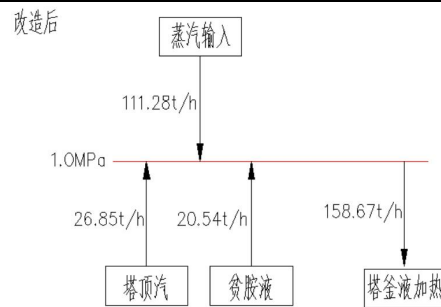 改造后
蒸汽输入
111.28t/h
1.0MPa
26.85t/h
20.54t/h
158.67t/h
塔顶汽
贫胺液
塔釜液加热